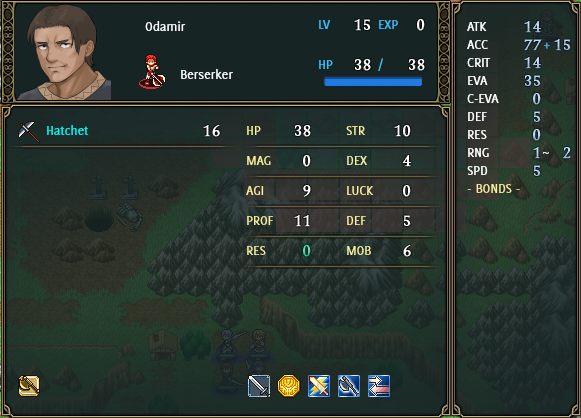 Odamir
LV 15 EXP 0
Berserker
HP 38 / 38
Hatchet 16
HP 38 STR 10
MAG 0 DEX 4
AGI 9 LUCK 0
PROF 11 DEF 5
RES 0 MOB 6
ATK 14
ACC 77 + 15
CRIT 14
EVA 35
C-EVA 0
DEF 5
RES 0
RNG 1 ~ 2
SPD 5
- BONDS -